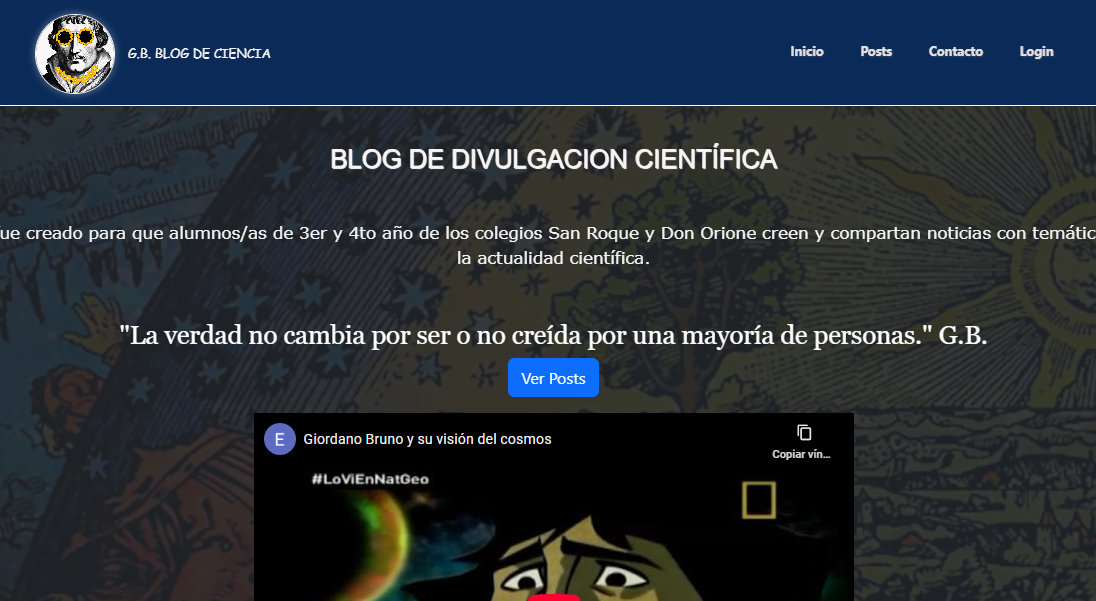 G.B. BLOG DE CIENCIA
Inicio Posts Contacto Login
BLOG DE DIVULGACION CIENTÍFICA
ue creado para que alumnos/as de 3er y 4to año de los colegios San Roque y Don Orione creen y compartan noticias con temátic
la actualidad científica.
"La verdad no cambia por ser o no creída por una mayoría de personas." G.B.
Ver Posts
E Giordano Bruno y su visión del cosmos
Copiar vín...
#LoViEnNatGeo